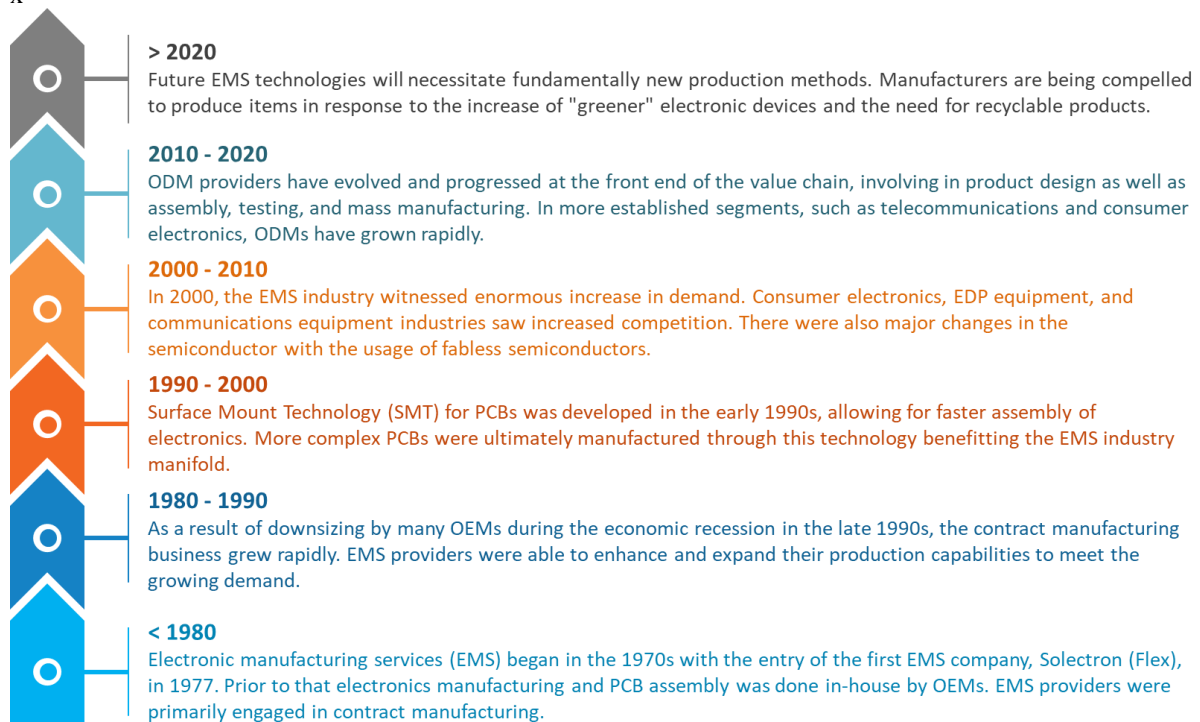 > 2020
Future EMS technologies will necessitate fundamentally new production methods. Manufacturers are being compelled
to produce items in response to the increase of "greener" electronic devices and the need for recyclable products.
2010 - 2020
ODM providers have evolved and progressed at the front end of the value chain, involving in product design as well as
assembly, testing, and mass manufacturing. In more established segments, such as telecommunications and consumer
electronics, ODMs have grown rapidly.
2000 - 2010
In 2000, the EMS industry witnessed enormous increase in demand. Consumer electronics, EDP equipment, and
communications equipment industries saw increased competition. There were also major changes in the
semiconductor with the usage of fabless semiconductors.
1990 - 2000
Surface Mount Technology (SMT) for PCBs was developed in the early 1990s, allowing for faster assembly of
electronics. More complex PCBs were ultimately manufactured through this technology benefitting the EMS industry
manifold.
1980 - 1990
As a result of downsizing by many OEMs during the economic recession in the late 1990s, the contract manufacturing
business grew rapidly. EMS providers were able to enhance and expand their production capabilities to meet the
growing demand.
< 1980
Electronic manufacturing services (EMS) began in the 1970s with the entry of the first EMS company, Solectron (Flex),
in 1977. Prior to that electronics manufacturing and PCB assembly was done in-house by OEMs. EMS providers were
primarily engaged in contract manufacturing.